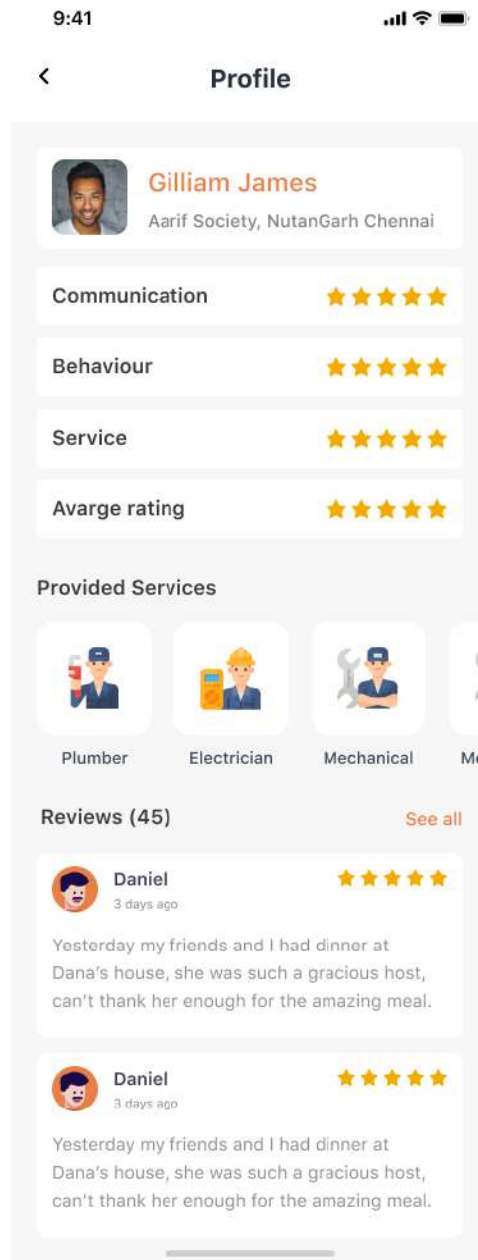 9:41
Profile
Gilliam James
Aarif Society, NutanGarh Chennai
Communication
Behaviour
Service
Avarge rating
Provided Services
Plumber Electrician Mechanical
Reviews (45) See all
Daniel
3 days ago
Yesterday my friends and I had dinner at
Dana's house, she was such a gracious host,
can't thank her enough for the amazing meal.
Daniel
3 days ago
Yesterday my friends and I had dinner at
Dana's house, she was such a gracious host,
can't thank her enough for the amazing meal.